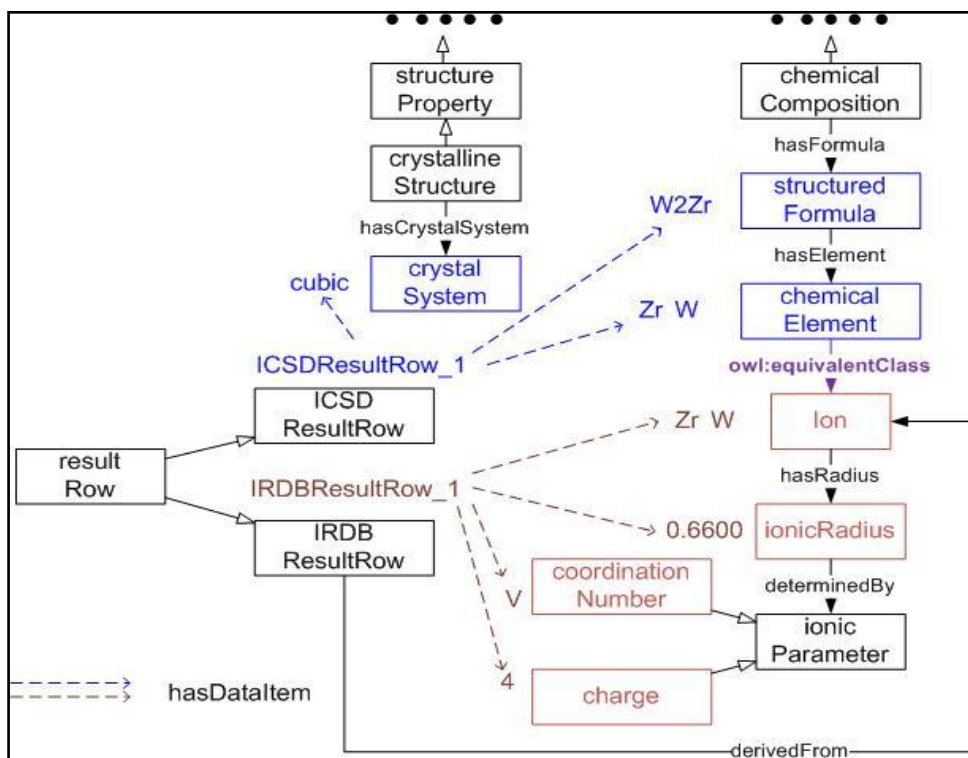 structure
Property
chemical
Composition
hasFormula
crystalline
Structure
structured
Formula
W2Zr
hasCrystalSystem
hasElement
crystal
System
cubic
chemical
Element
Zr W
ICSDResultRow_1
owl:equivalentClass
ICSD
ResultRow
Zr W
Ion
result
Row
hasRadius
IRDBResultRow_1
IRDB
ResultRow
0.6600
ionicRadius
coordination
Number
determinedBy
V
ionic
Parameter
4
charge
hasDataItem
derivedFrom